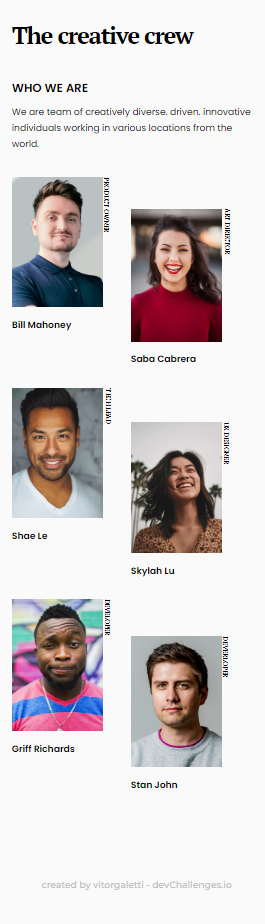 The creative crew
WHO WE ARE
We are team of creatively diverse. driven. innovative
individuals working in various locations from the
world.
PRODUCT OWNER
Bill Mahoney
ART DIRECTOR
Saba Cabrera
TECH LEAD
Shae Le
UX DESIGNER
Skylah Lu
DEVELOPER
Griff Richards
DEVELOPER
Stan John
created by vitorgaletti - devChallenges.io